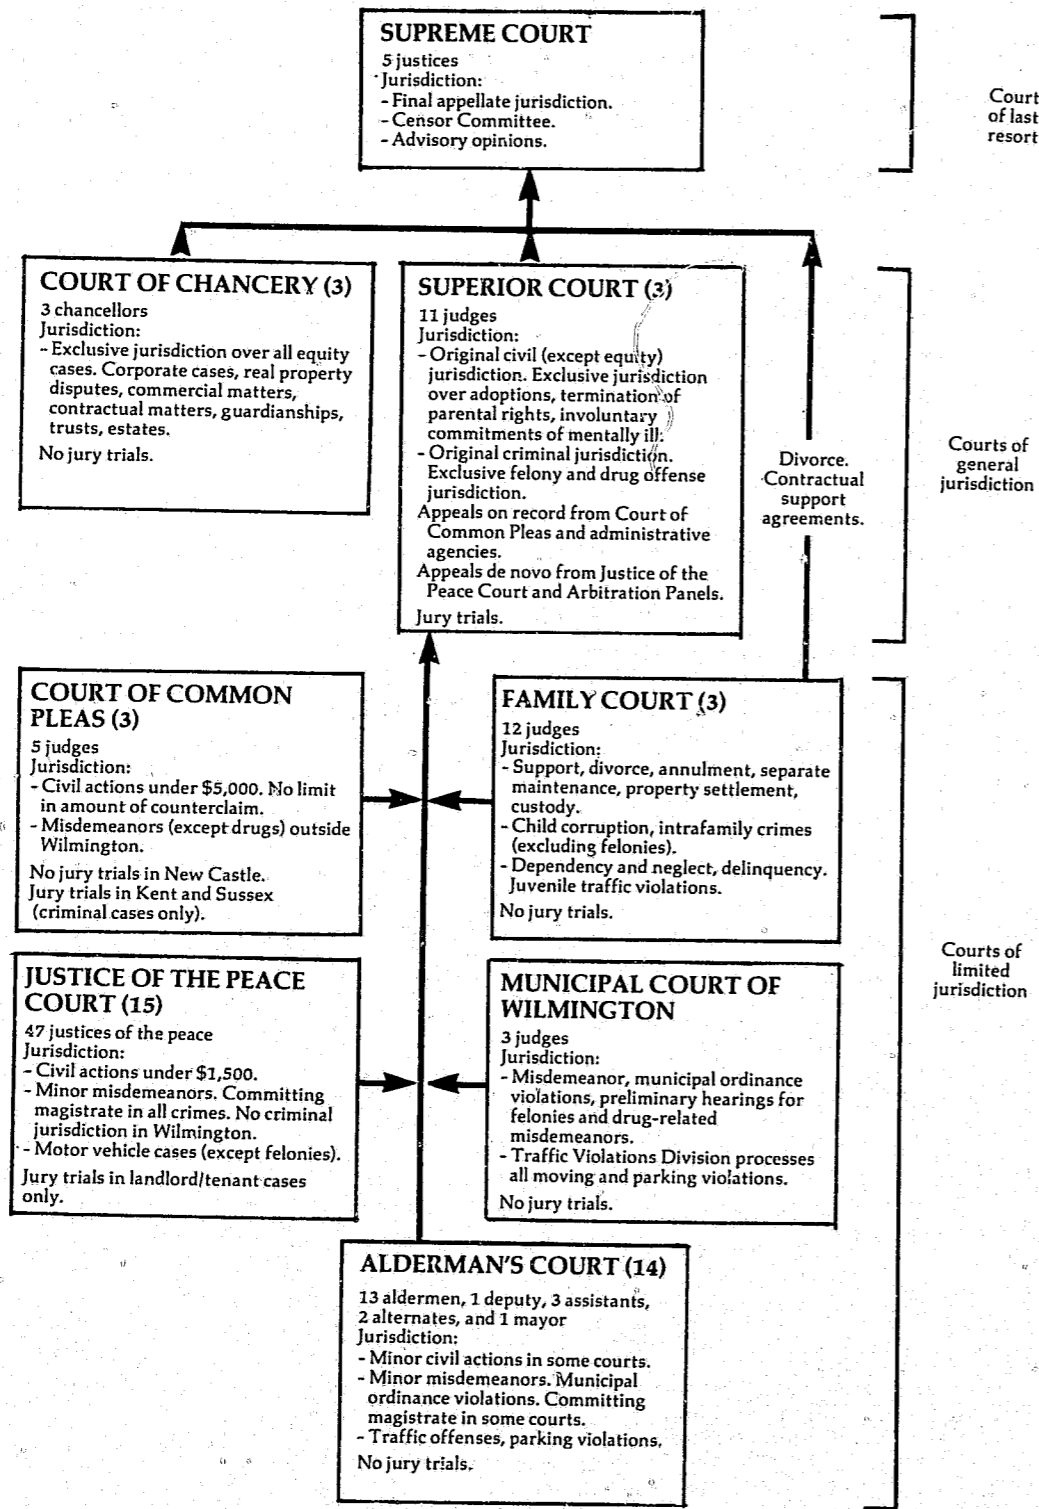 SUPREME COURT
5 justices
Jurisdiction:
- Final appellate jurisdiction.
- Censor Committee.
- Advisory opinions.
Court
of last
resort
COURT OF CHANCERY (3)
3 chancellors
Jurisdiction:
- Exclusive jurisdiction over all equity
cases. Corporate cases, real property
disputes, commercial matters,
contractual matters, guardianships,
trusts, estates.
No jury trials.
SUPERIOR COURT (3)
11 judges
Jurisdiction:
- Original civil (except equity)
jurisdiction. Exclusive jurisdiction
over adoptions, termination of
parental rights, involuntary
commitments of mentally ill.
- Original criminal jurisdiction.
Exclusive felony and drug offense
jurisdiction.
Appeals on record from Court of
Common Pleas and administrative
agencies.
Appeals de novo from Justice of the
Peace Court and Arbitration Panels.
Jury trials.
Divorce.
Contractual
support
agreements.
Courts of
general
jurisdiction
COURT OF COMMON
PLEAS (3)
5 judges
Jurisdiction:
- Civil actions under $5,000. No limit
in amount of counterclaim.
- Misdemeanors (except drugs) outside
Wilmington.
No jury trials in New Castle.
Jury trials in Kent and Sussex
(criminal cases only).
FAMILY COURT (3)
12 judges
Jurisdiction:
- Support, divorce, annulment, separate
maintenance, property settlement,
custody.
- Child corruption, intrafamily crimes
(excluding felonies).
- Dependency and neglect, delinquency.
Juvenile traffic violations.
No jury trials.
JUSTICE OF THE PEACE
COURT (15)
47 justices of the peace
Jurisdiction:
- Civil actions under $1,500.
- Minor misdemeanors. Committing
magistrate in all crimes. No criminal
jurisdiction in Wilmington.
- Motor vehicle cases (except felonies).
Jury trials in landlord/tenant cases
only.
MUNICIPAL COURT OF
WILMINGTON
3 judges
Jurisdiction:
- Misdemeanor, municipal ordinance
violations, preliminary hearings for
felonies and drug-related
misdemeanors.
- Traffic Violations Division processes
all moving and parking violations.
No jury trials.
Courts of
limited
jurisdiction
ALDERMAN'S COURT (14)
13 aldermen, 1 deputy, 3 assistants,
2 alternates, and 1 mayor
Jurisdiction:
- Minor civil actions in some courts.
- Minor misdemeanors. Municipal
ordinance violations. Committing
magistrate in some courts.
- Traffic offenses, parking violations.
No jury trials.